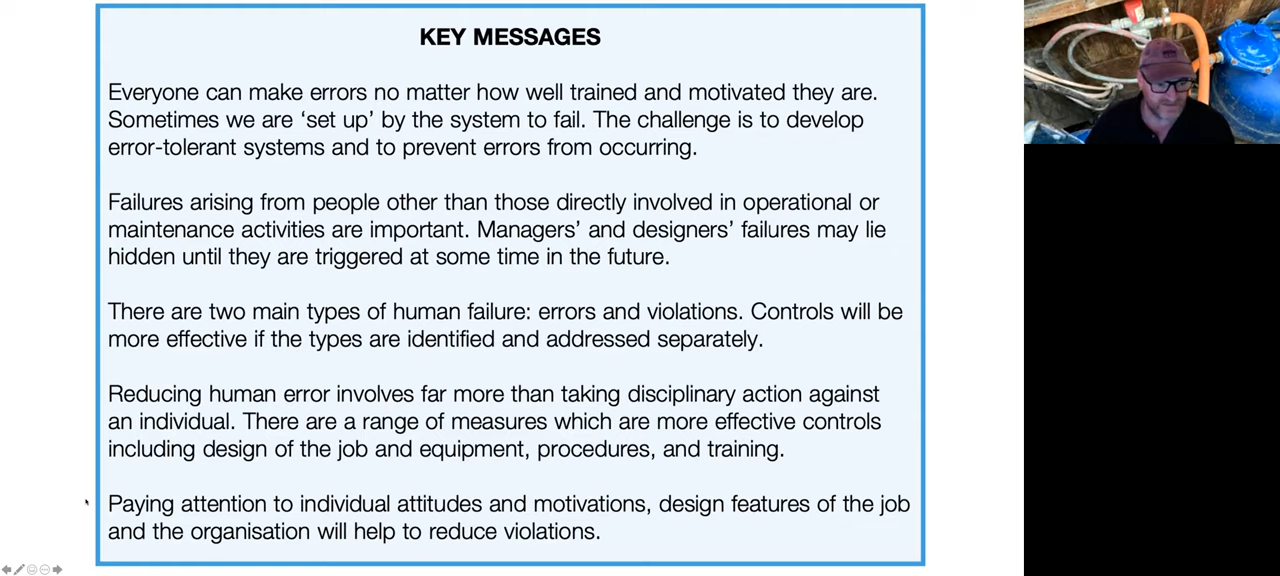 KEY MESSAGES
Everyone can make errors no matter how well trained and motivated they are.
Sometimes we are ‘set up’ by the system to fail. The challenge is to develop
error-tolerant systems and to prevent errors from occurring.
Failures arising from people other than those directly involved in operational or
maintenance activities are important. Managers’ and designers’ failures may lie
hidden until they are triggered at some time in the future.
There are two main types of human failure: errors and violations. Controls will be
more effective if the types are identified and addressed separately.
Reducing human error involves far more than taking disciplinary action against
an individual. There are a range of measures which are more effective controls
including design of the job and equipment, procedures, and training.
Paying attention to individual attitudes and motivations, design features of the job
and the organisation will help to reduce violations.